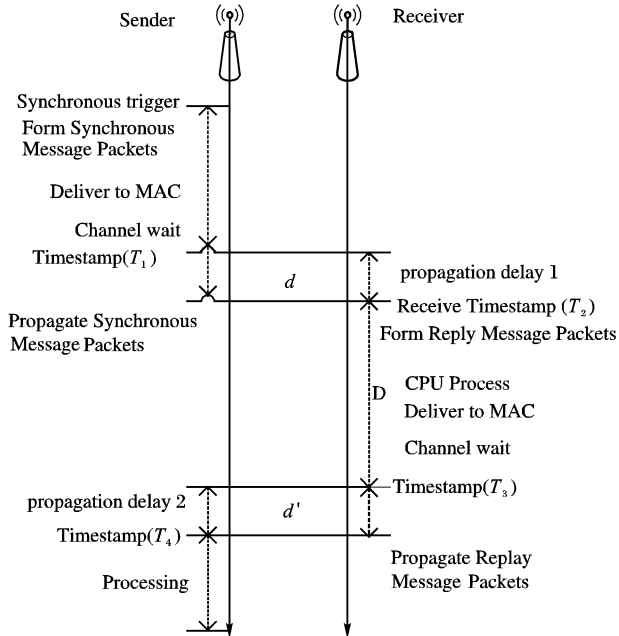 Sender
Receiver
Synchronous trigger
Form Synchronous
Message Packets
Deliver to MAC
Channel wait
Timestamp(T1)
d
propagation delay 1
Receive Timestamp (T2)
Propagate Synchronous
Message Packets
Form Reply Message Packets
D
CPU Process
Deliver to MAC
Channel wait
Timestamp(T3)
propagation delay 2
d'
Timestamp(T4)
Propagate Replay
Message Packets
Processing